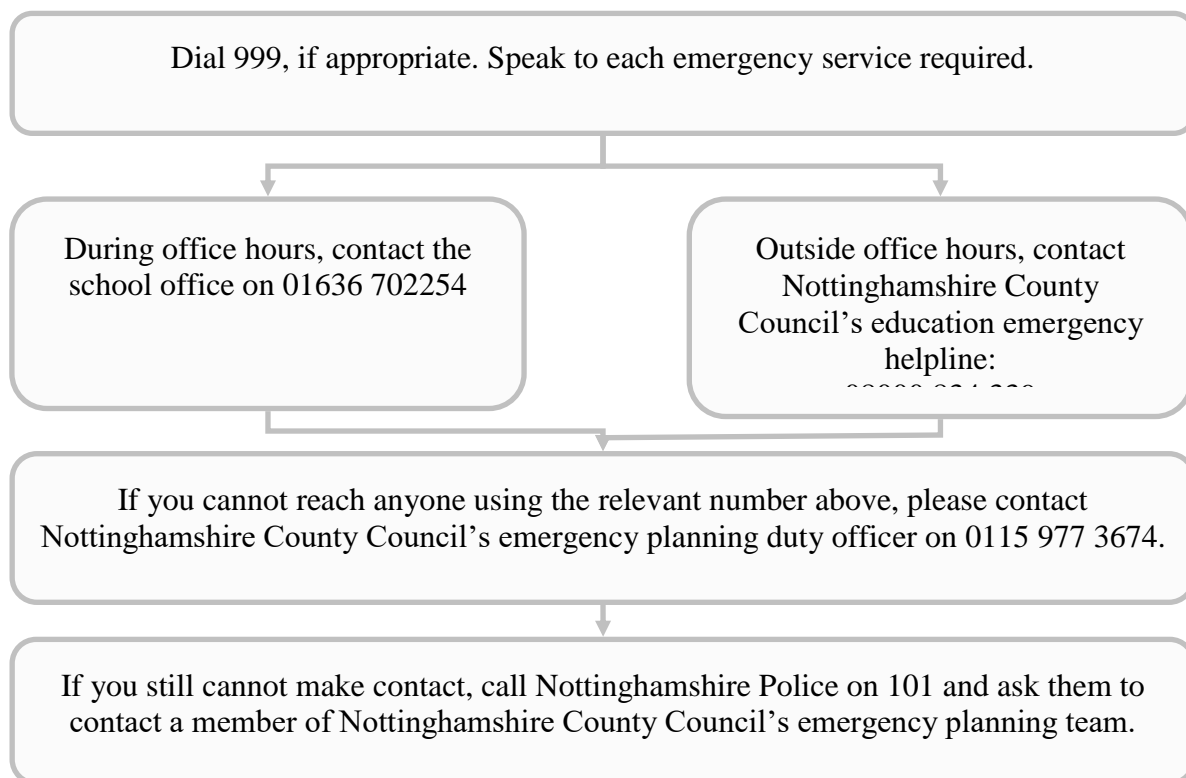 Dial 999, if appropriate. Speak to each emergency service required.
During office hours, contact the
school office on 01636 702254
Outside office hours, contact
Nottinghamshire County
Council’s education emergency
helpline:
If you cannot reach anyone using the relevant number above, please contact
Nottinghamshire County Council’s emergency planning duty officer on 0115 977 3674.
If you still cannot make contact, call Nottinghamshire Police on 101 and ask them to
contact a member of Nottinghamshire County Council’s emergency planning team.